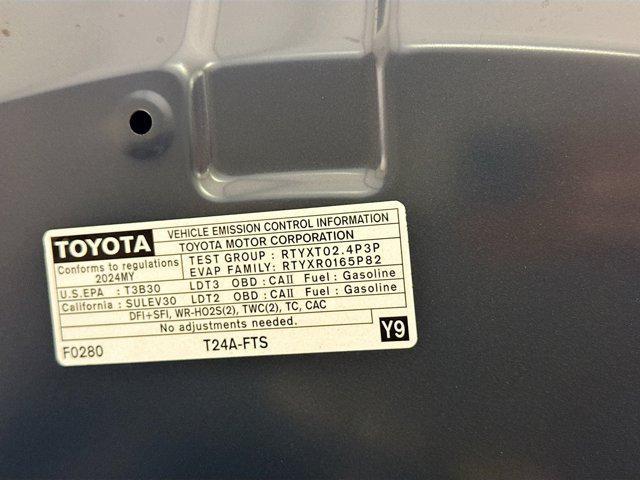 TOYOTA
VEHICLE EMISSION CONTROL INFORMATION
TOYOTA MOTOR CORPORATION
Conforms to regulations
2024MY
TEST GROUP : RTYXT02.4P3P
EVAP FAMILY: RTYXR0165P82
U.S.EPA : T3B30 LDT3 OBD : CAII Fuel : Gasoline
California : SULEV30 LDT2 OBD : CAII Fuel : Gasoline
DFI+SFI, WR-HO2S(2), TWC(2), TC, CAC
No adjustments needed.
F0280 T24A-FTS Y9